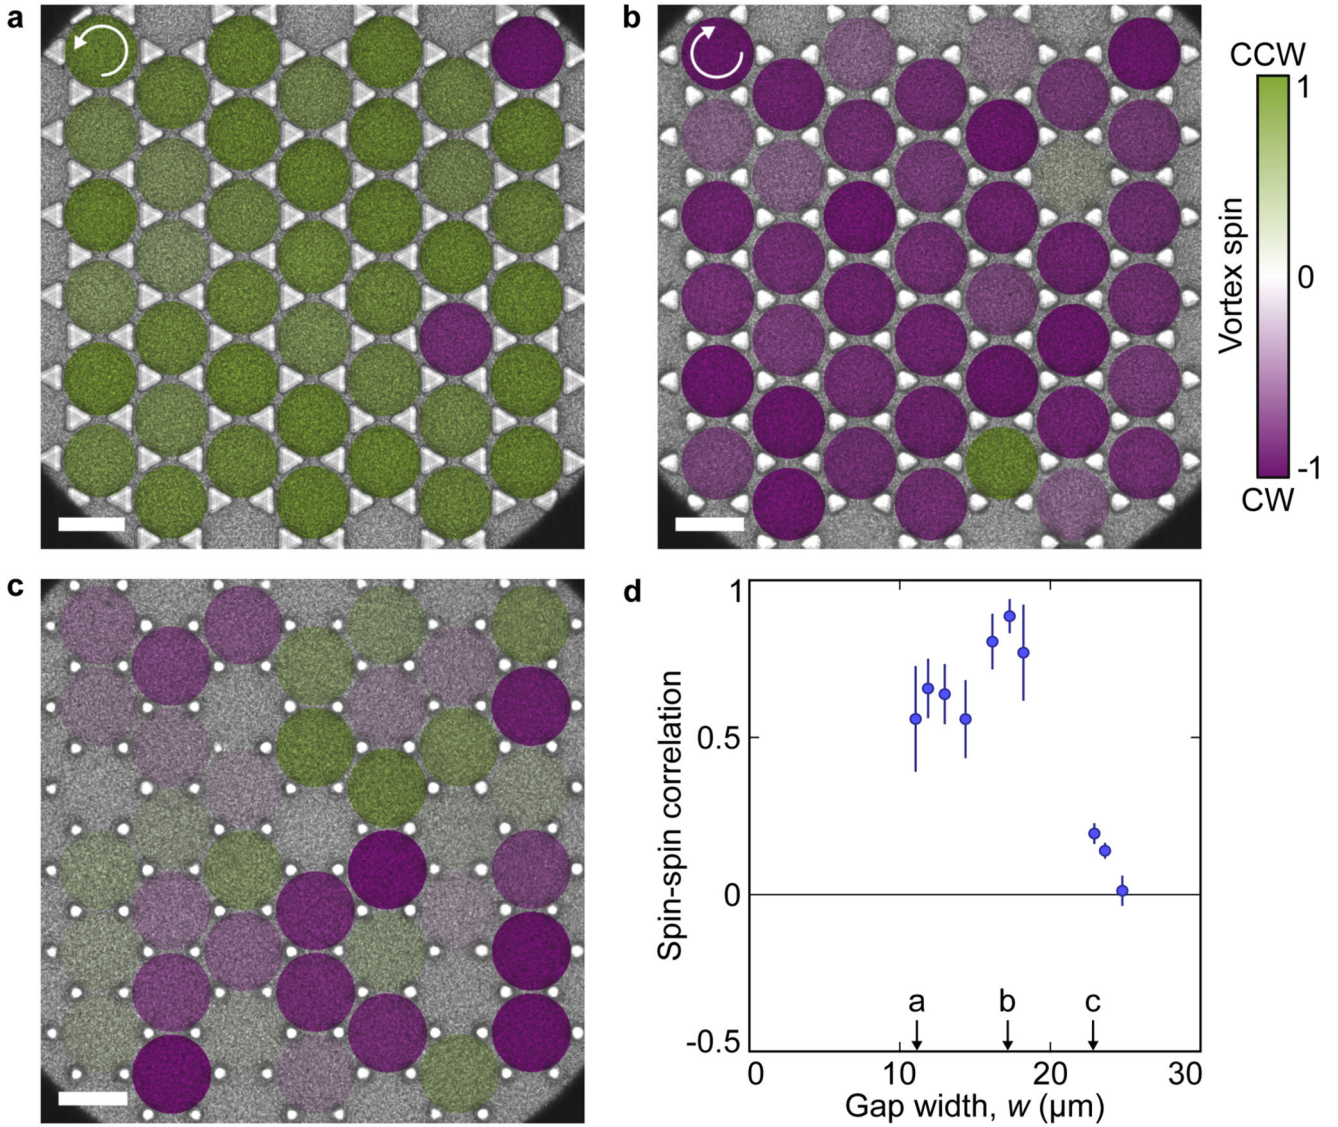 a
b
CCW
1
0
-1
CW
Vortex spin
c
d
1
0.5
0
-0.5
Spin-spin correlation
a
b
c
0
10
20
30
Gap width, w (μm)